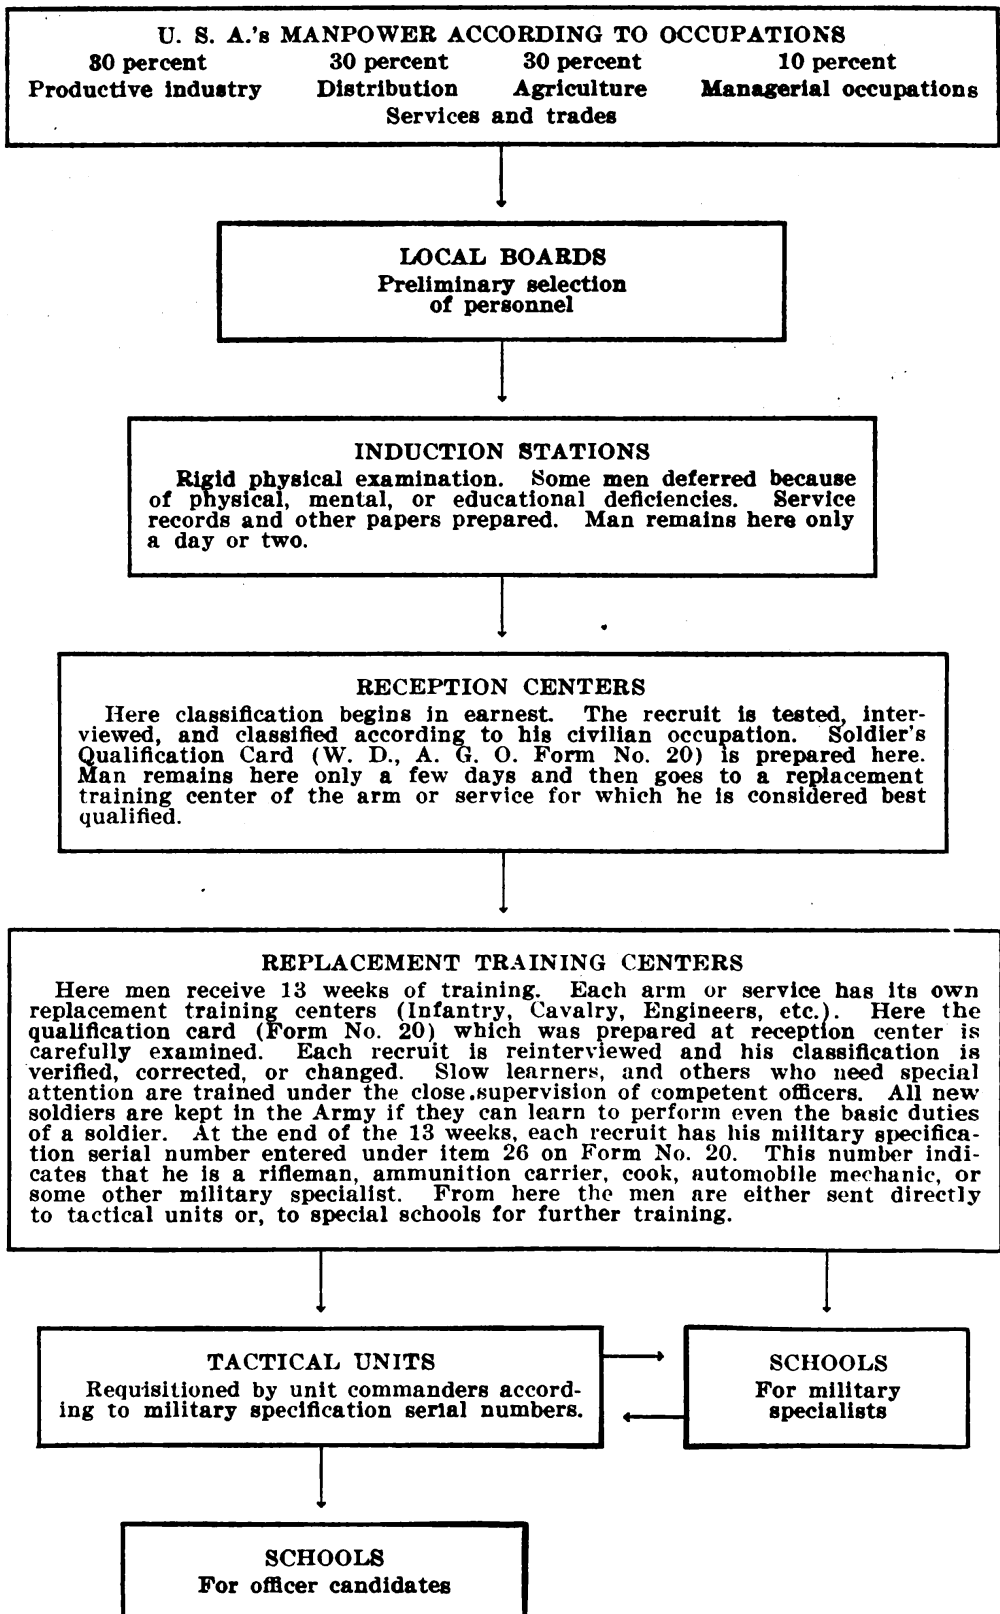 U. S. A.'s MANPOWER ACCORDING TO OCCUPATIONS
80 percent 30 percent 30 percent 10 percent
Productive industry Distribution Agriculture Managerial occupations
Services and trades
LOCAL BOARDS
Preliminary selection
of personnel
INDUCTION STATIONS
Rigid physical examination. Some men deferred because
of physical, mental, or educational deficiencies. Service
records and other papers prepared. Man remains here only
a day or two.
RECEPTION CENTERS
Here classification begins in earnest. The recruit is tested, inter-
viewed, and classified according to his civilian occupation. Soldier's
Qualification Card (W. D., A. G. O. Form No. 20) is prepared here.
Man remains here only a few days and then goes to a replacement
training center of the arm or service for which he is considered best
qualified.
REPLACEMENT TRAINING CENTERS
Here men receive 13 weeks of training. Each arm or service has its own
replacement training centers (Infantry, Cavalry, Engineers, etc.). Here the
qualification card (Form No. 20) which was prepared at reception center is
carefully examined. Each recruit is reinterviewed and his classification is
verified, corrected, or changed. Slow learners, and others who need special
attention are trained under the close supervision of competent officers. All new
soldiers are kept in the Army if they can learn to perform even the basic duties
of a soldier. At the end of the 13 weeks, each recruit has his military specifica-
tion serial number entered under item 26 on Form No. 20. This number indi-
cates that he is a rifleman, ammunition carrier, cook, automobile mechanic, or
some other military specialist. From here the men are either sent directly
to tactical units or, to special schools for further training.
TACTICAL UNITS
Requisitioned by unit commanders accord-
ing to military specification serial numbers.
SCHOOLS
For military
specialists
SCHOOLS
For officer candidates